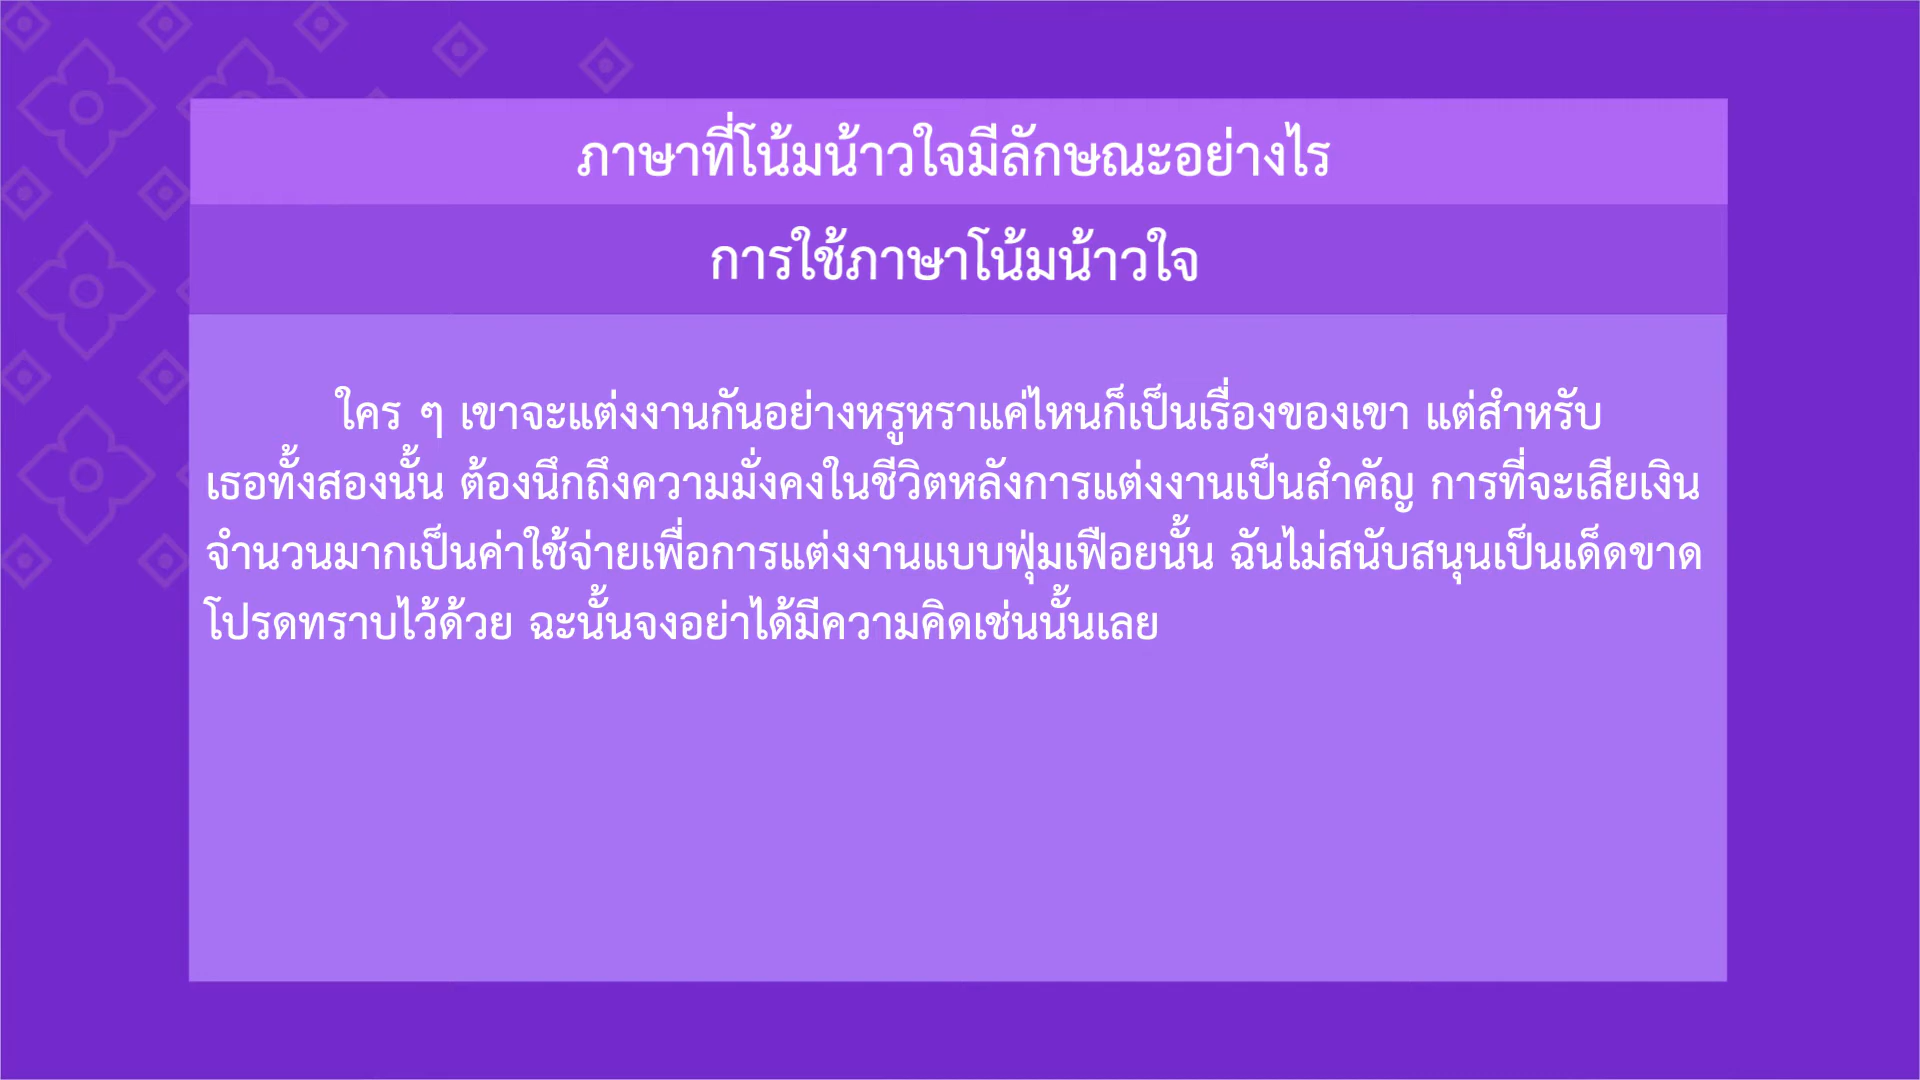 ภาษาที่โน้มน้าวใจมีลักษณะอย่างไร
การใช้ภาษาโน้มน้าวใจ
ใคร ๆ เขาจะแต่งงานกันอย่างหรูหราแค่ไหนก็เป็นเรื่องของเขา แต่สำหรับ
เธอทั้งสองนั้น ต้องนึกถึงความมั่งคงในชีวิตหลังการแต่งงานเป็นสำคัญ การที่จะเสียเงิน
จำนวนมากเป็นค่าใช้จ่ายเพื่อการแต่งงานแบบฟุ่มเฟือยนั้น ฉันไม่สนับสนุนเป็นเด็ดขาด
โปรดทราบไว้ด้วย ฉะนั้นจงอย่าได้มีความคิดเช่นนั้นเลย